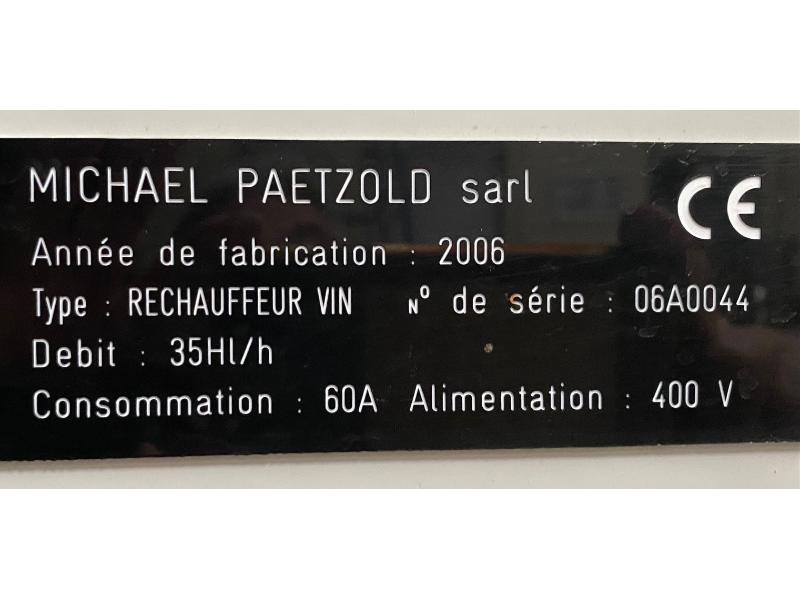 MICHAEL PAETZOLD sarl CE
Année de fabrication : 2006
Type : RECHAUFFEUR VIN N° de série : 06A0044
Debit : 35Hl/h
Consommation : 60A Alimentation : 400 V